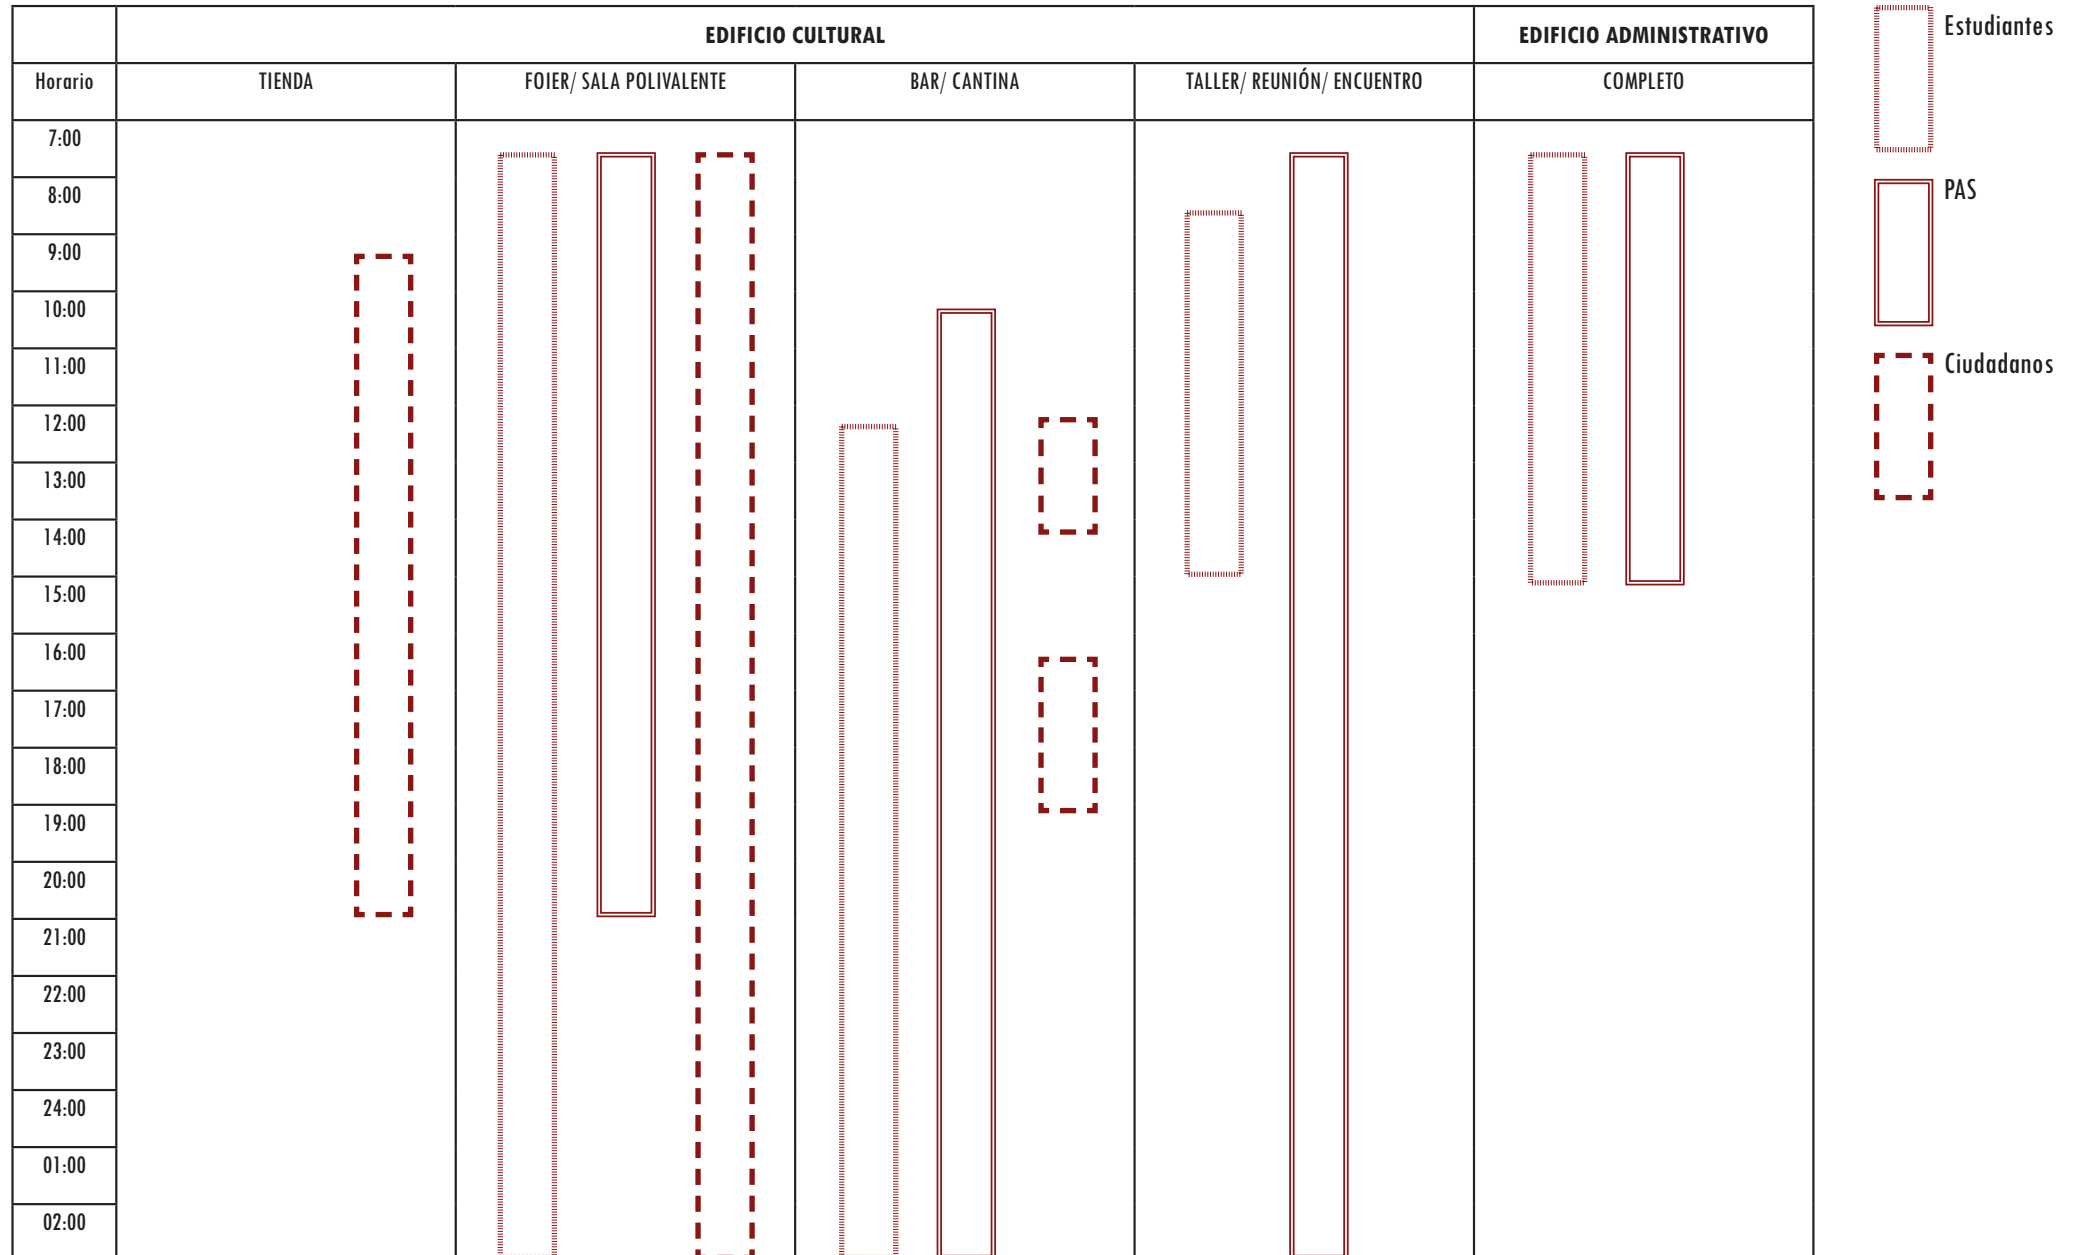 EDIFICIO CULTURAL
EDIFICIO ADMINISTRATIVO
Horario
TIENDA
FOIER/ SALA POLIVALENTE
BAR/ CANTINA
TALLER/ REUNIÓN/ ENCUENTRO
COMPLETO
7:00
8:00
9:00
10:00
11:00
12:00
13:00
14:00
15:00
16:00
17:00
18:00
19:00
20:00
21:00
22:00
23:00
24:00
01:00
02:00
Estudiantes
PAS
Ciudadanos